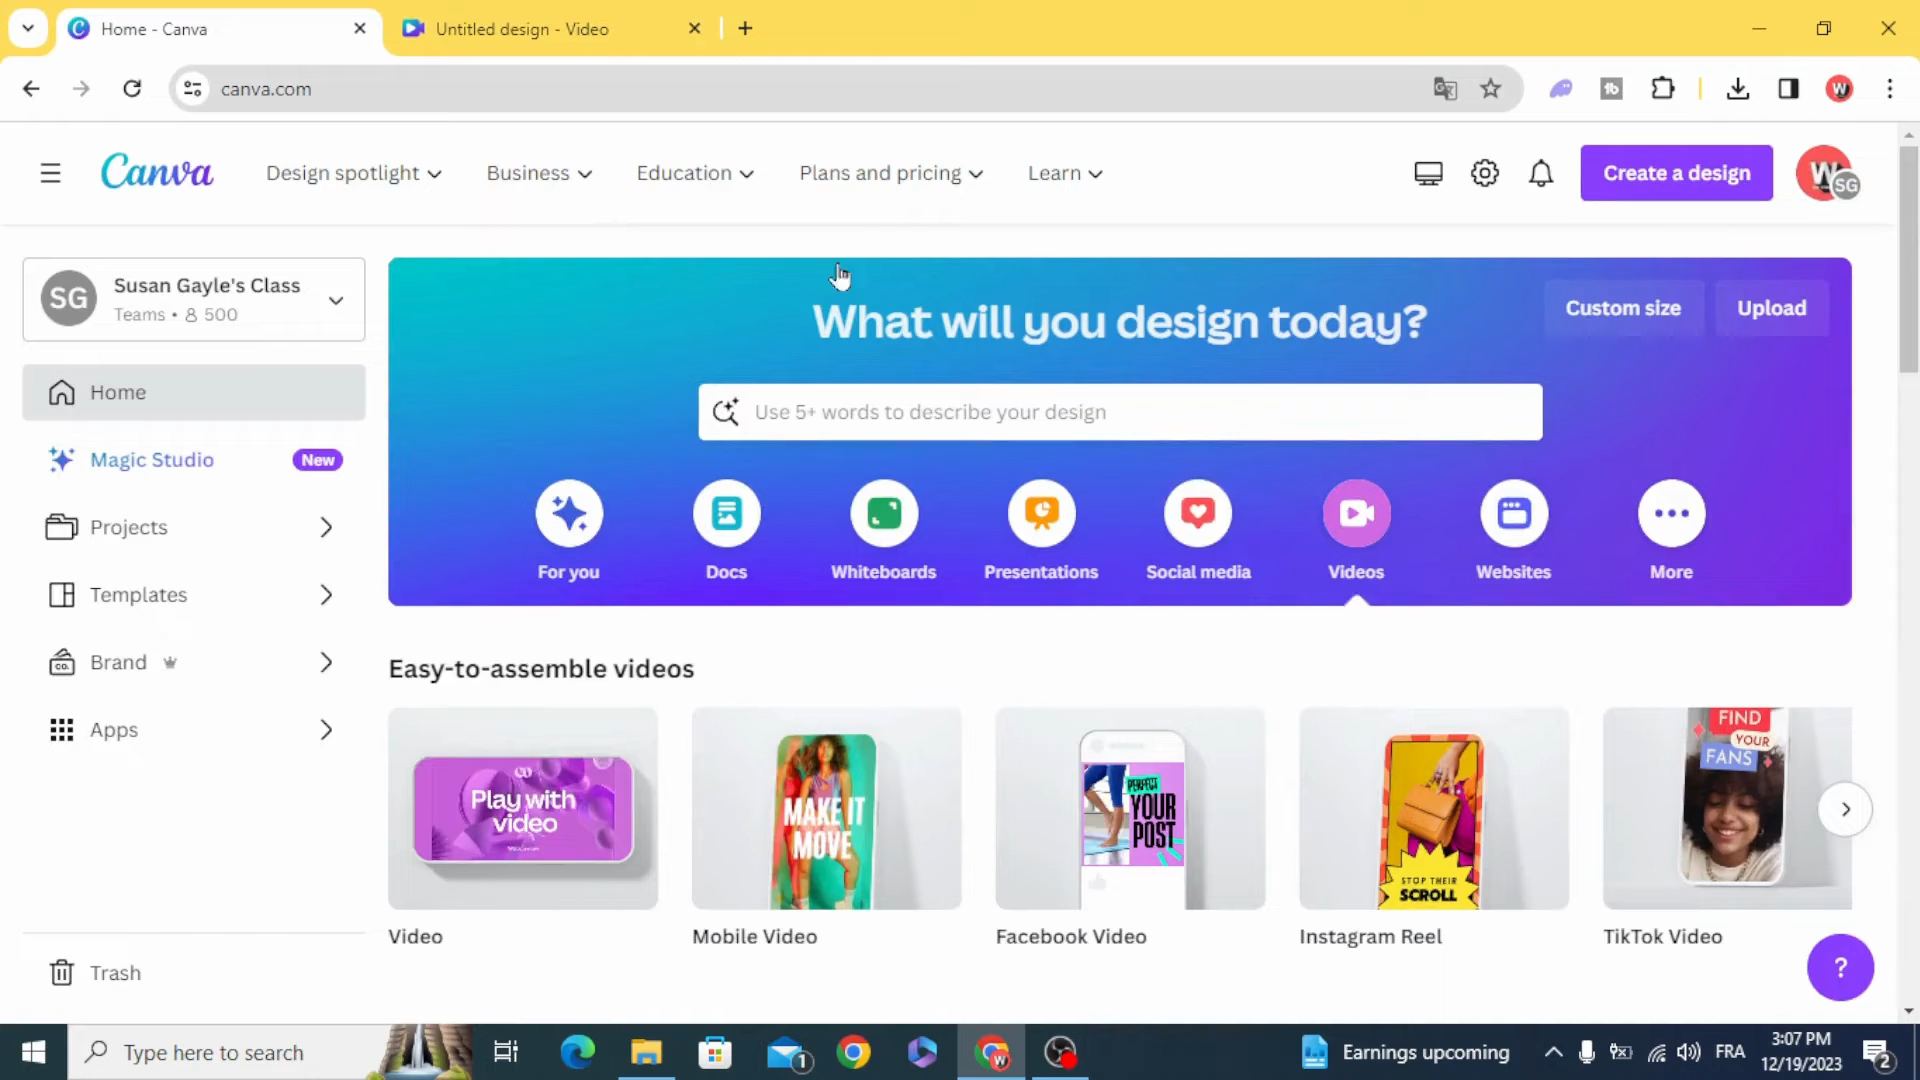 Home - Canva
Untitled design - Video
canva.com
Canva
Design spotlight
Business
Education
Plans and pricing
Learn
Create a design
W
SG
SG
Susan Gayle's Class
Teams • 500
What will you design today?
Custom size
Upload
Use 5+ words to describe your design
Home
Magic Studio
New
Projects
Templates
CO.
Brand
Apps
Trash
For you
Docs
Whiteboards
Presentations
Social media
Videos
Websites
More
Easy-to-assemble videos
Play with
video
MAKE IT
MOVE
PERFECT
YOUR
POST
STOP THEIR
SCROLL
FIND
YOUR
FANS
Video
Mobile Video
Facebook Video
Instagram Reel
TikTok Video
?
Type here to search
1
W
Earnings upcoming
FRA
3:07 PM
12/19/2023
2